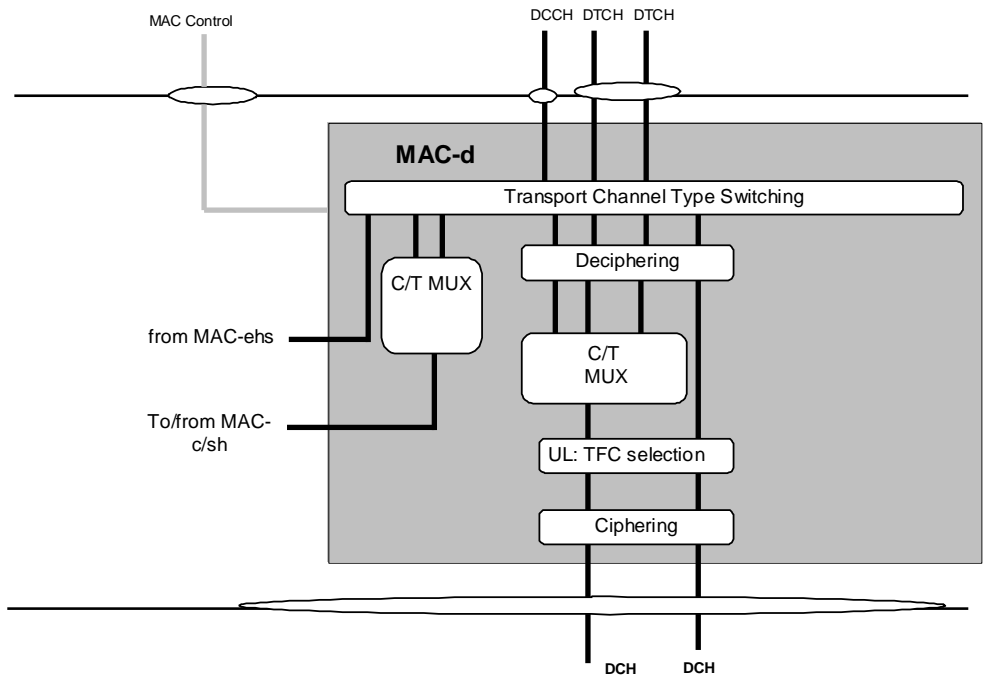 MAC Control
DCCH DTCH DTCH
MAC-d
Transport Channel Type Switching
Deciphering
C/T MUX
from MAC-ehs
C/T
MUX
To/from MAC-
c/sh
UL: TFC selection
Ciphering
DCH
DCH